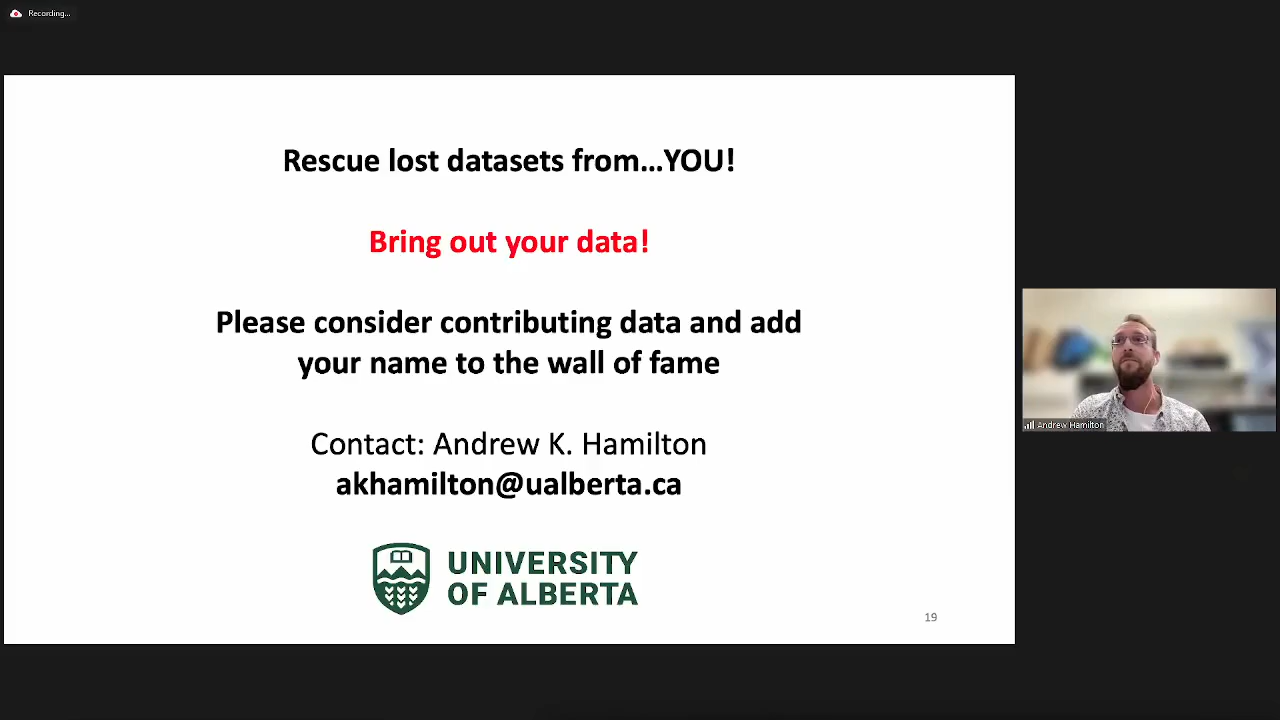 Recording...
Rescue lost datasets from...YOU!
Bring out your data!
Please consider contributing data and add
your name to the wall of fame
Contact: Andrew K. Hamilton
akhamilton@ualberta.ca
UNIVERSITY
OF ALBERTA
19
Andrew Hamilton